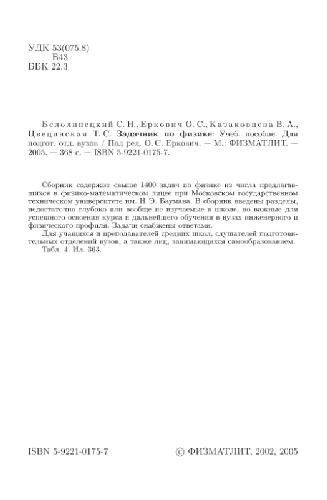 УДК 53(075.8)
Б43
ББК 22.3
Белолипецкий С. Н., Еркович О. С., Казаковцева В. А.,
Цвецинская Т. С. Задачник по физике: Учеб. пособие. Для
подгот. отд. вузов / Под ред. О. С. Еркович. — М.: ФИЗМАТЛИТ. —
2005. — 368 с. — ISBN 5-9221-0175-7.
Сборник содержит свыше 1400 задач по физике из числа предлагав-
шихся в физико-математическом лицее при Московском государственном
техническом университете им. Н. Э. Баумана. В сборник введены разделы,
недостаточно глубоко или вообще не изучаемые в школе, но важные для
успешного освоения курса и дальнейшего обучения в вузах инженерного и
физического профиля. Задачи снабжены ответами.
Для учащихся и преподавателей средних школ, слушателей подготови-
тельных отделений вузов, а также лиц, занимающихся самообразованием.
Табл. 4. Ил. 363.
ISBN 5-9221-0175-7
© ФИЗМАТЛИТ, 2002, 2005